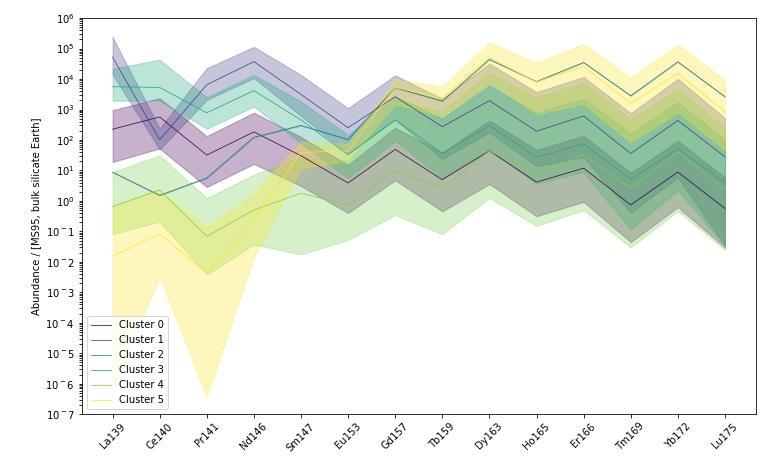 Abundance / [MS95, bulk silicate Earth]
10^6
10^5
10^4
10^3
10^2
10^1
10^0
10^−1
10^−2
10^−3
10^−4
10^−5
10^−6
10^−7
Cluster 0
Cluster 1
Cluster 2
Cluster 3
Cluster 4
Cluster 5
La139 Ce140 Pr141 Nd146 Sm147 Eu153 Gd157 Tb159 Dy163 Ho165 Er166 Tm169 Yb172 Lu175